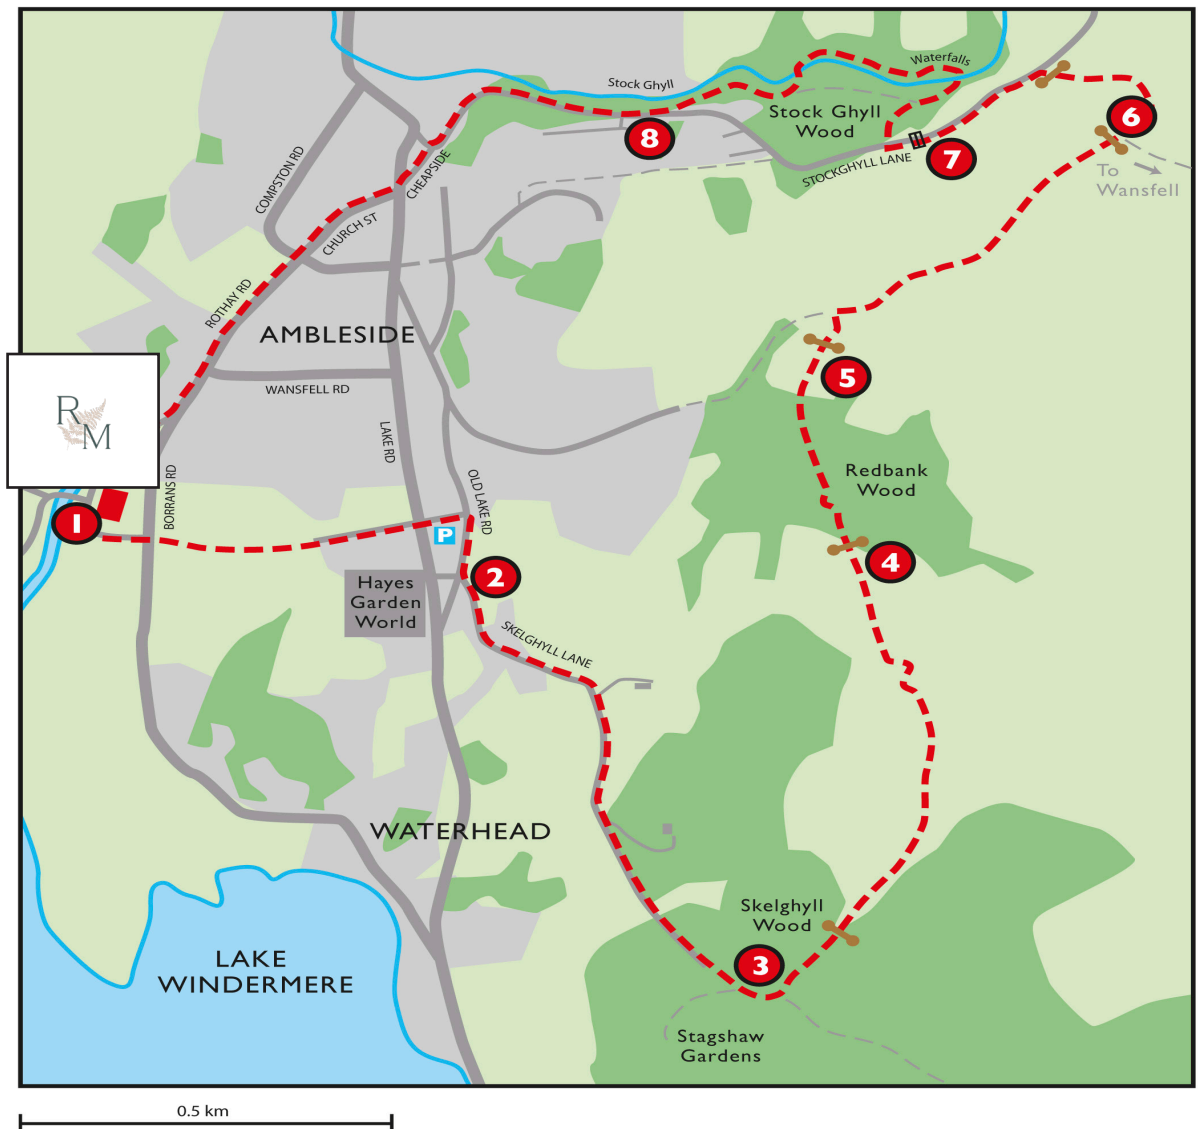 Stock Ghyll
Waterfalls
Stock Ghyll
Wood
8
6
7
STOCKGHYLL LANE
To
Wansfell
COMPSTON RD
CHEAPSIDE
CHURCH ST
ROTHAY RD
AMBLESIDE
WANSFELL RD
5
R
M
LAKE RD
BORRANS RD
OLD LAKE RD
Redbank
Wood
1
P
2
4
Hayes
Garden
World
SKELGHYLL LANE
WATERHEAD
Skelghyll
Wood
3
LAKE
WINDERMERE
Stagshaw
Gardens
0.5 km